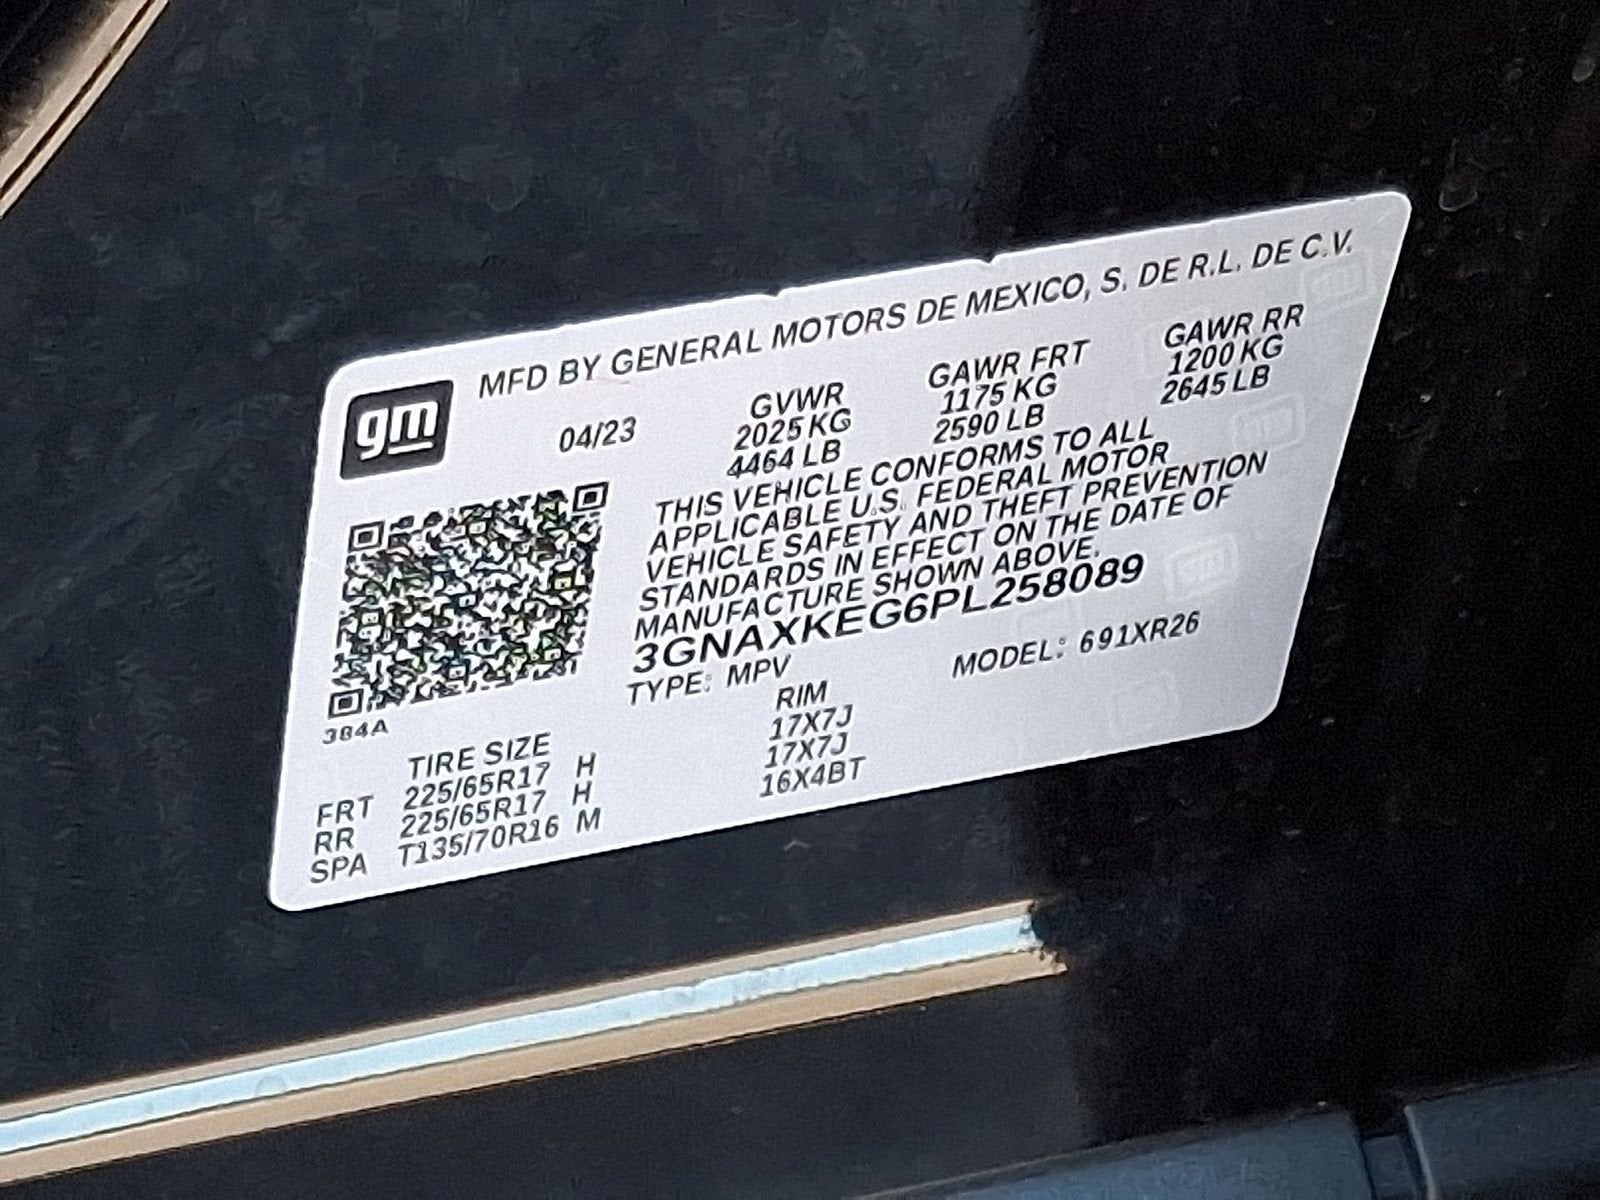 gm
MFD BY GENERAL MOTORS DE MEXICO, S. DE R.L. DE C.V.
04/23
GVWR
2025 KG
4464 LB
GAWR FRT
1175 KG
2590 LB
GAWR RR
1200 KG
2645 LB
THIS VEHICLE CONFORMS TO ALL
APPLICABLE U.S. FEDERAL MOTOR
VEHICLE SAFETY AND THEFT PREVENTION
STANDARDS IN EFFECT ON THE DATE OF
MANUFACTURE SHOWN ABOVE.
3GNAXKEG6PL258089
TYPE: MPV MODEL: 691XR26
384A
TIRE SIZE RIM
FRT 225/65R17 H 17X7J
RR 225/65R17 H 17X7J
SPA T135/70R16 M 16X4BT